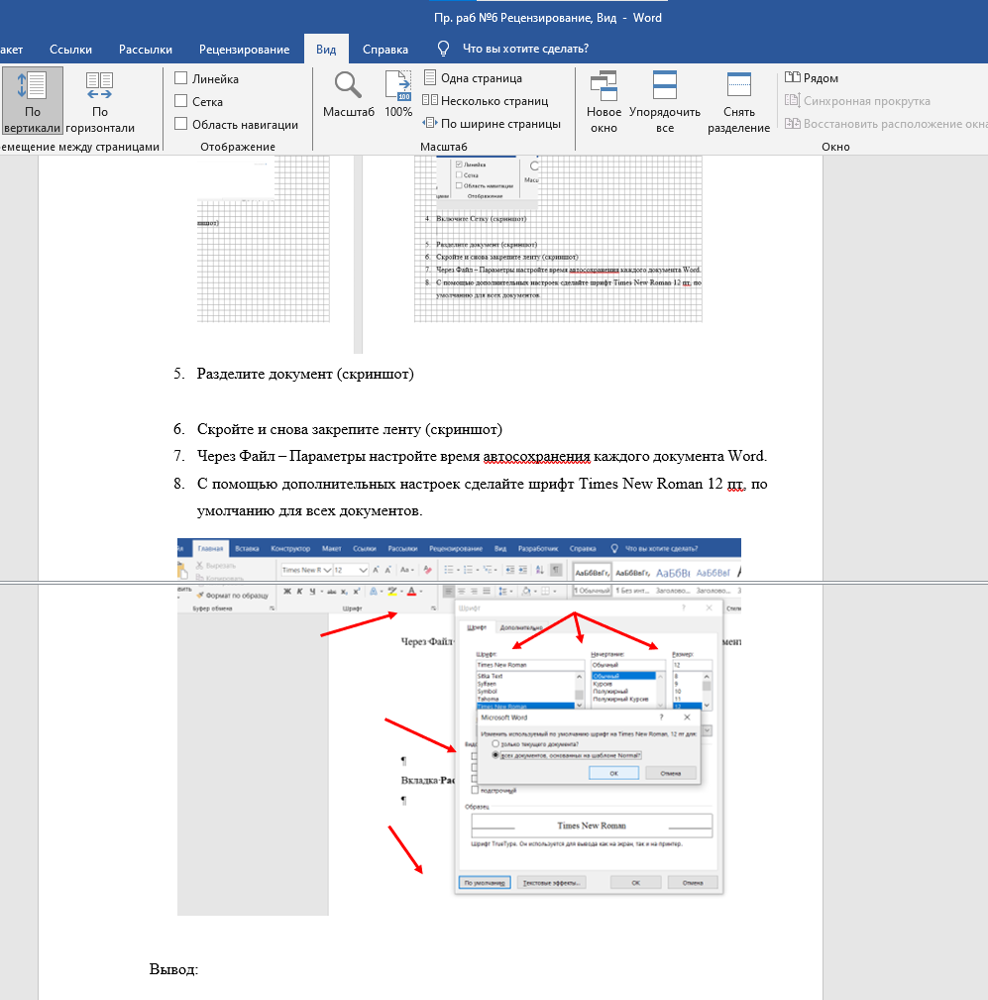 Пр. раб №6 Рецензирование, Вид - Word
акет Ссылки Рассылки Рецензирование Вид Справка Что вы хотите сделать?
По вертикали
По горизонтали
емещение между страницами
Линейка
Сетка
Область навигации
Отображение
Масштаб
100
100%
Одна страница
Несколько страниц
По ширине страницы
Масштаб
Новое окно
Упорядочить все
Снять разделение
Рядом
Синхронная прокрутка
Восстановить расположение окна
Окно
Линейка
Сетка
Область навигации
Отображение
Масш
4. Включите Сетку (скриншот)
5. Разделите документ (скриншот)
6. Скройте и снова закрепите ленту (скриншот)
7. Через Файл – Параметры настройте время автосохранения каждого документа Word.
8. С помощью дополнительных настроек сделайте шрифт Times New Roman 12 пт, по
умолчанию для всех документов.
5. Разделите документ (скриншот)
6. Скройте и снова закрепите ленту (скриншот)
7. Через Файл – Параметры настройте время автосохранения каждого документа Word.
8. С помощью дополнительных настроек сделайте шрифт Times New Roman 12 пт, по
умолчанию для всех документов.
Главная Вставка Конструктор Макет Ссылки Рассылки Рецензирование Вид Разработчик Справка Что вы хотите сделать?
Вырезать
Копировать
Times New R 12
АаБбВвГг, АаБбВвГг, АаБбВı АаБбВвГ
Формат по образцу
Ж К Ч
1 Обычный 1 Без инт... Заголово... Заголово...
Буфер обмена
Шрифт
Через·Файл
мент
Вкладка·Рас
Шрифт
Шрифт Дополнительно
Шрифт: Начертание: Размер:
Times New Roman Обычный 12
Sitka Text Обычный 8
Sylfaen Курсив 9
Symbol Полужирный 10
Tahoma Полужирный Курсив 11
Times New Roman 12
Microsoft Word
Изменить используемый по умолчанию шрифт на Times New Roman, 12 пт для:
только текущего документа?
всех документов, основанных на шаблоне Normal?
ОК Отмена
Видо
подстрочный
Образец
Times New Roman
Шрифт TrueType. Он используется для вывода как на экран, так и на принтер.
По умолчанию Текстовые эффекты... ОК Отмена
Вывод: